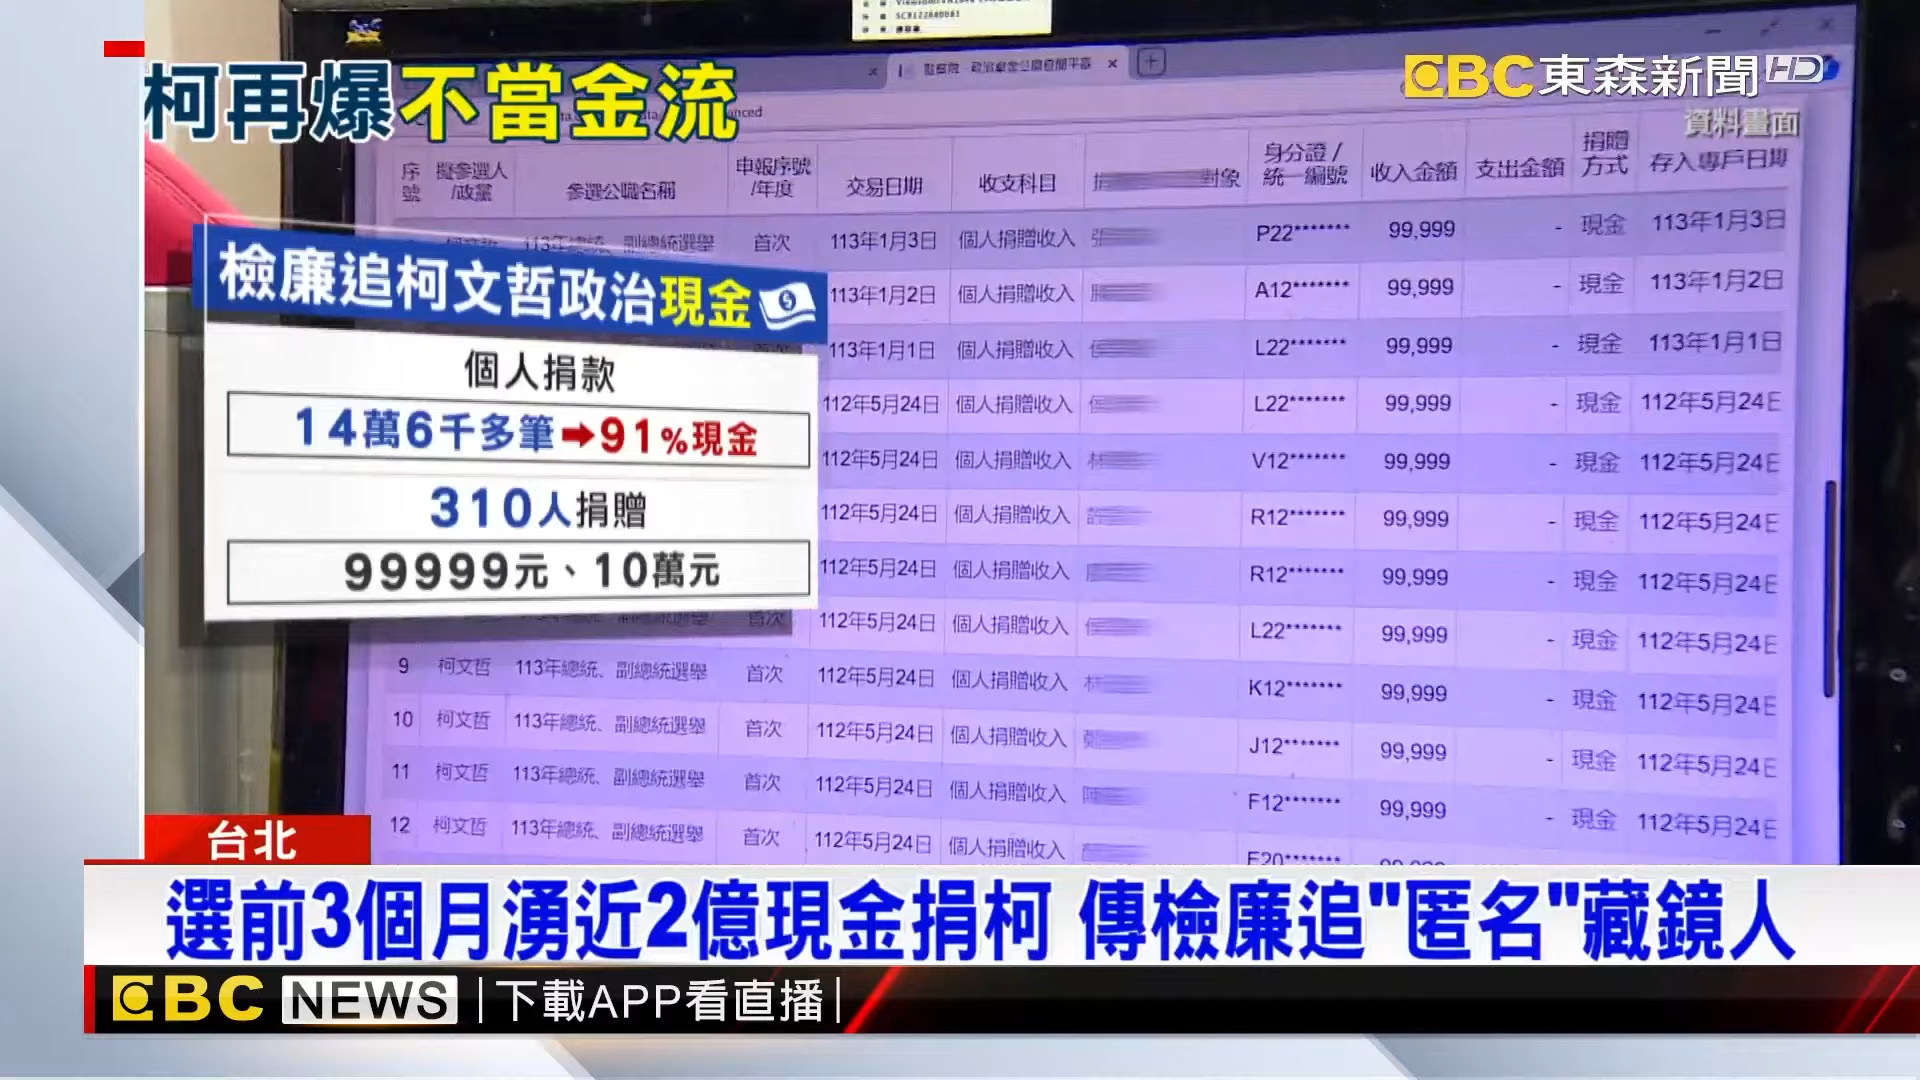 SCB122600081
EBC 東森新聞 HD
資料畫面
柯再爆不當金流
序號 擬參選人/政黨 參選公職名稱 申報序號/年度 交易日期 收支科目 對象 身分證/統一編號 收入金額 支出金額 捐贈方式 存入專戶日期
113年總統、副總統選舉 首次 113年1月3日 個人捐贈收入 P22******* 99,999 - 現金 113年1月3日
113年1月2日 個人捐贈收入 A12******* 99,999 - 現金 113年1月2日
113年1月1日 個人捐贈收入 L22******* 99,999 - 現金 113年1月1日
112年5月24日 個人捐贈收入 L22******* 99,999 - 現金 112年5月24日
112年5月24日 個人捐贈收入 V12******* 99,999 - 現金 112年5月24日
112年5月24日 個人捐贈收入 R12******* 99,999 - 現金 112年5月24日
112年5月24日 個人捐贈收入 R12******* 99,999 - 現金 112年5月24日
首次 112年5月24日 個人捐贈收入 L22******* 99,999 - 現金 112年5月24日
9 柯文哲 113年總統、副總統選舉 首次 112年5月24日 個人捐贈收入 K12******* 99,999 - 現金 112年5月24日
10 柯文哲 113年總統、副總統選舉 首次 112年5月24日 個人捐贈收入 J12******* 99,999 - 現金 112年5月24日
11 柯文哲 113年總統、副總統選舉 首次 112年5月24日 個人捐贈收入 F12******* 99,999 - 現金 112年5月24日
12 柯文哲 113年總統、副總統選舉 首次 112年5月24日 個人捐贈收入
檢廉追柯文哲政治現金
個人捐款
14萬6千多筆➡91%現金
310人捐贈
99999元、10萬元
台北
選前3個月湧近2億現金捐柯 傳檢廉追"匿名"藏鏡人
EBC NEWS |下載APP看直播|